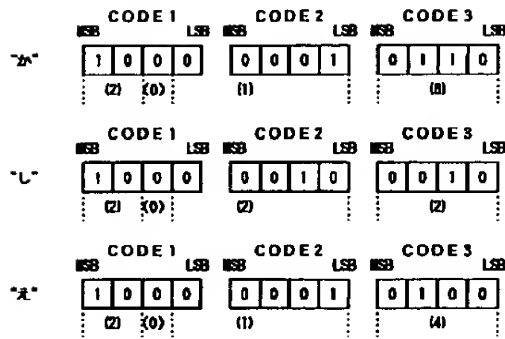 CODE 1 CODE 2 CODE 3
MSB LSB MSB LSB MSB LSB
"か" 1 0 0 0 0 0 0 1 0 1 1 0
(2) (0) (1) (6)
CODE 1 CODE 2 CODE 3
MSB LSB MSB LSB MSB LSB
"し" 1 0 0 0 0 0 1 0 0 0 1 0
(2) (0) (2) (2)
CODE 1 CODE 2 CODE 3
MSB LSB MSB LSB MSB LSB
"え" 1 0 0 0 0 0 0 1 0 1 0 0
(2) (0) (1) (4)